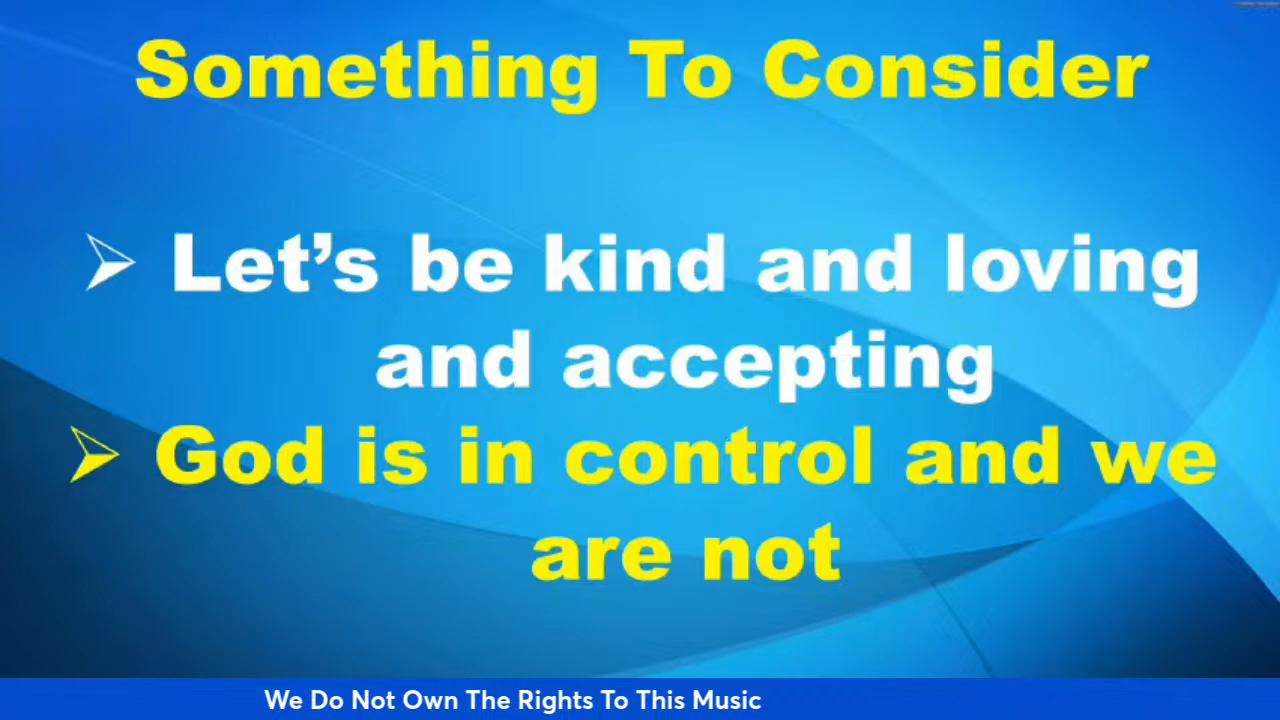 Something To Consider
➢ Let's be kind and loving
and accepting
➢ God is in control and we
are not
We Do Not Own The Rights To This Music